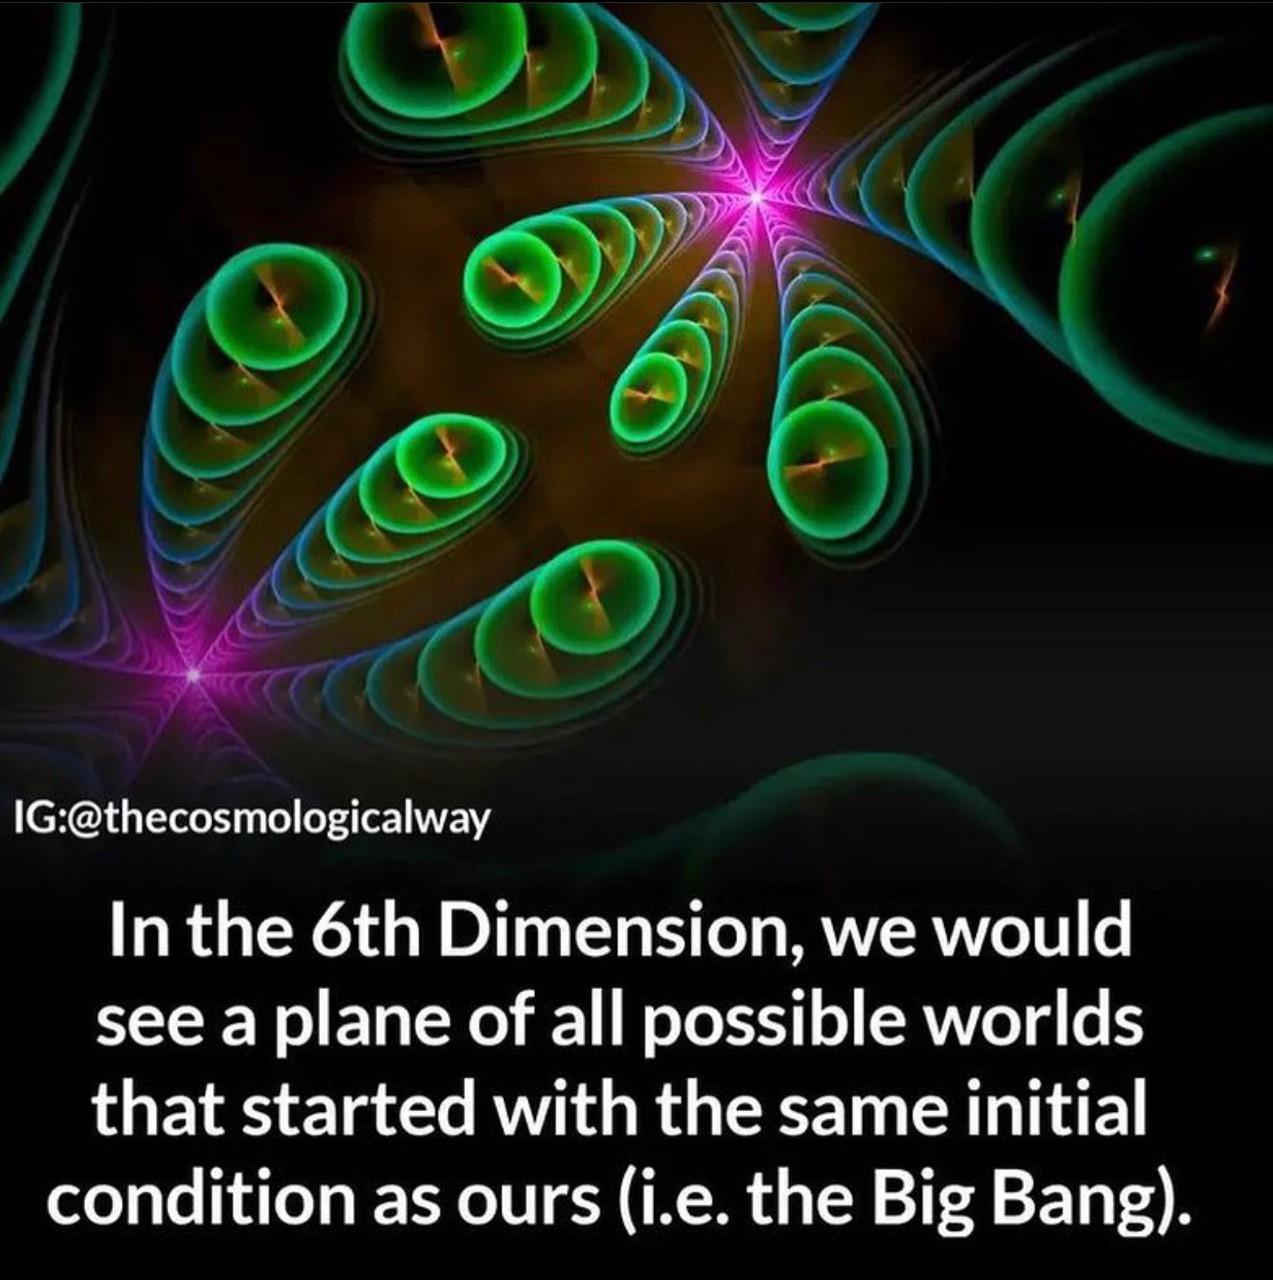 IG:@thecosmologicalway
In the 6th Dimension, we would
see a plane of all possible worlds
that started with the same initial
condition as ours (i.e. the Big Bang).